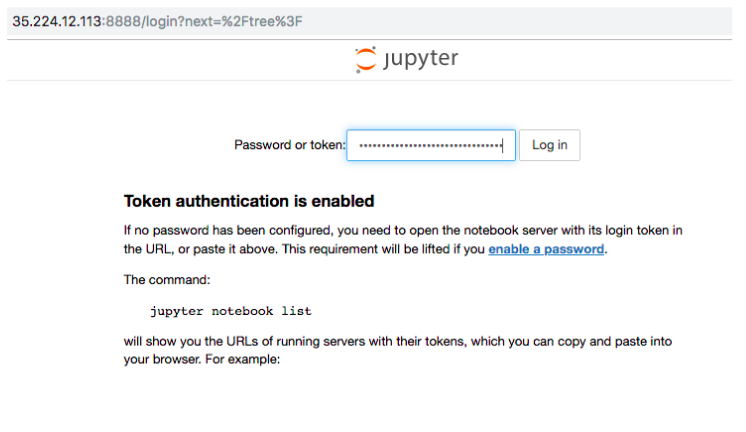 35.224.12.113:8888/login?next=%2Ftree%3F
jupyter
Password or token:
Log in
Token authentication is enabled
If no password has been configured, you need to open the notebook server with its login token in
the URL, or paste it above. This requirement will be lifted if you enable a password.
The command:
jupyter notebook list
will show you the URLs of running servers with their tokens, which you can copy and paste into
your browser. For example: